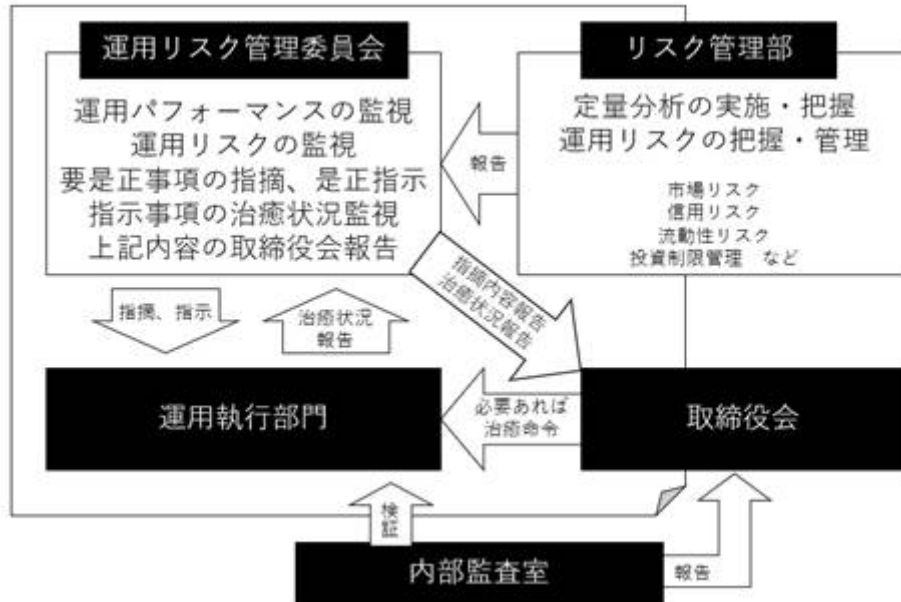 運用リスク管理委員会
運用パフォーマンスの監視
運用リスクの監視
要是正事項の指摘、是正指示
指示事項の治癒状況監視
上記内容の取締役会報告
リスク管理部
定量分析の実施・把握
運用リスクの把握・管理
市場リスク
信用リスク
流動性リスク
投資制限管理　など
報告
指摘、指示
治癒状況
報告
指摘内容報告
治癒状況報告
運用執行部門
必要あれば
治癒命令
取締役会
検証
内部監査室
報告